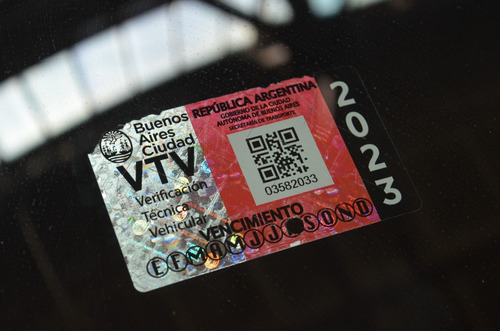 Buenos
Aires
Ciudad
VTV
Verificación
Técnica
Vehicular
REPÚBLICA ARGENTINA
GOBIERNO DE LA CIUDAD
AUTÓNOMA DE BUENOS AIRES
SECRETARÍA DE TRANSPORTE
03582033
VENCIMIENTO
E F M A M J J S O N D
2023